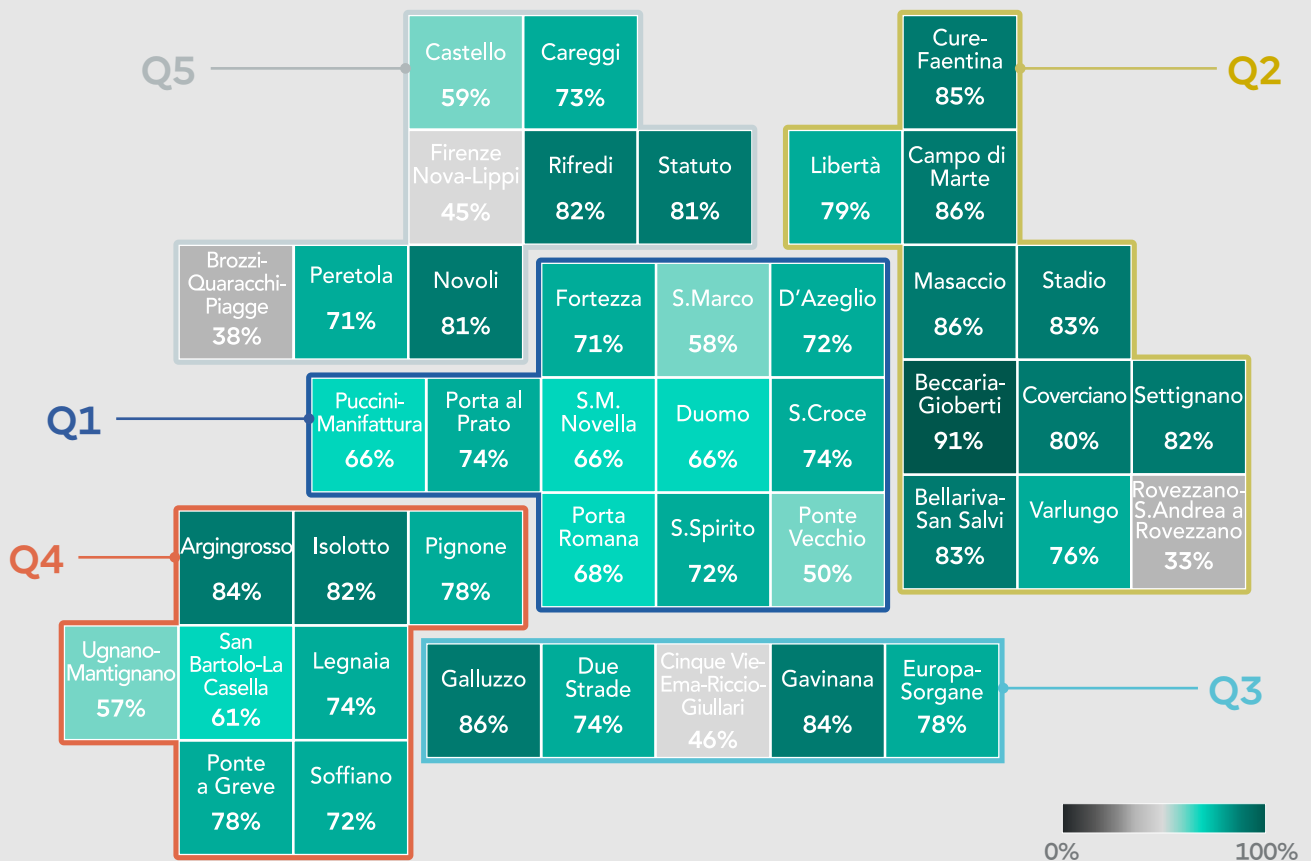 Q5
Castello
59%
Careggi
73%
Firenze
Nova-Lippi
45%
Rifredi
82%
Statuto
81%
Brozzi-
Quaracchi-
Piagge
38%
Peretola
71%
Novoli
81%
Q2
Cure-
Faentina
85%
Libertà
79%
Campo di
Marte
86%
Masaccio
86%
Stadio
83%
Beccaria-
Gioberti
91%
Coverciano
80%
Settignano
82%
Bellariva-
San Salvi
83%
Varlungo
76%
Rovezzano-
S.Andrea a
Rovezzano
33%
Q1
Fortezza
71%
S.Marco
58%
D'Azeglio
72%
Puccini-
Manifattura
66%
Porta al
Prato
74%
S.M.
Novella
66%
Duomo
66%
S.Croce
74%
Porta
Romana
68%
S.Spirito
72%
Ponte
Vecchio
50%
Q4
Argingrosso
84%
Isolotto
82%
Pignone
78%
Ugnano-
Mantignano
57%
San
Bartolo-La
Casella
61%
Legnaia
74%
Ponte
a Greve
78%
Soffiano
72%
Q3
Galluzzo
86%
Due
Strade
74%
Cinque Vie-
Ema-Riccio-
Giullari
46%
Gavinana
84%
Europa-
Sorgane
78%
0%
100%